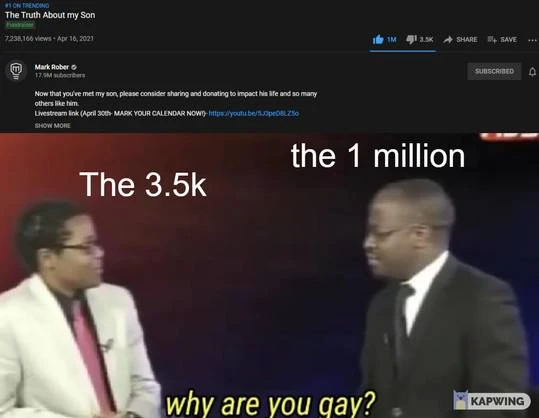 #1 ON TRENDING
The Truth About my Son
Fundraiser
7,238,166 views • Apr 16, 2021
1M
3.5K
SHARE
SAVE
Mark Rober
17.9M subscribers
SUBSCRIBED
Now that you've met my son, please consider sharing and donating to impact his life and so many
others like him.
Livestream link (April 30th- MARK YOUR CALENDAR NOW!)- https://youtu.be/5J3peD8LZ5o
SHOW MORE
the 1 million
The 3.5k
why are you gay?
KAPWING